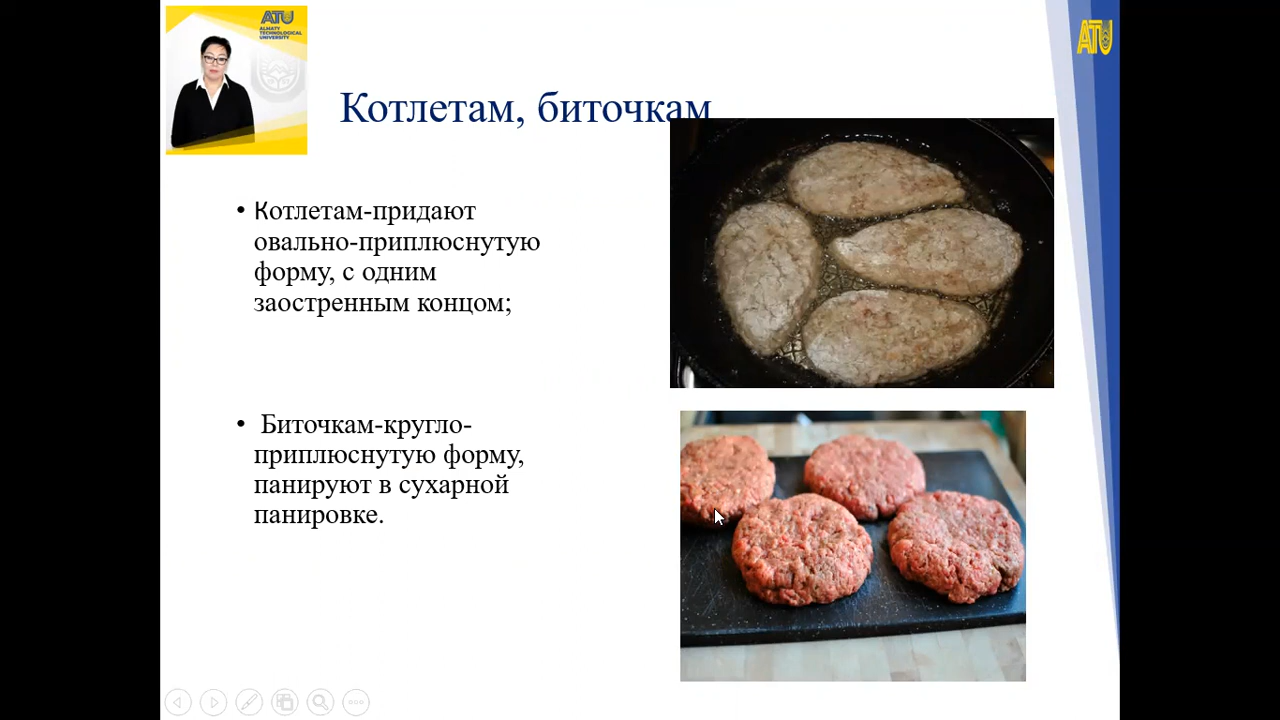 ATU
ALMATY
TECHNOLOGICAL
UNIVERSITY
ATU
Котлетам, биточкам
• Котлетам-придают
овально-приплюснутую
форму, с одним
заостренным концом;
• Биточкам-кругло-
приплюснутую форму,
панируют в сухарной
панировке.